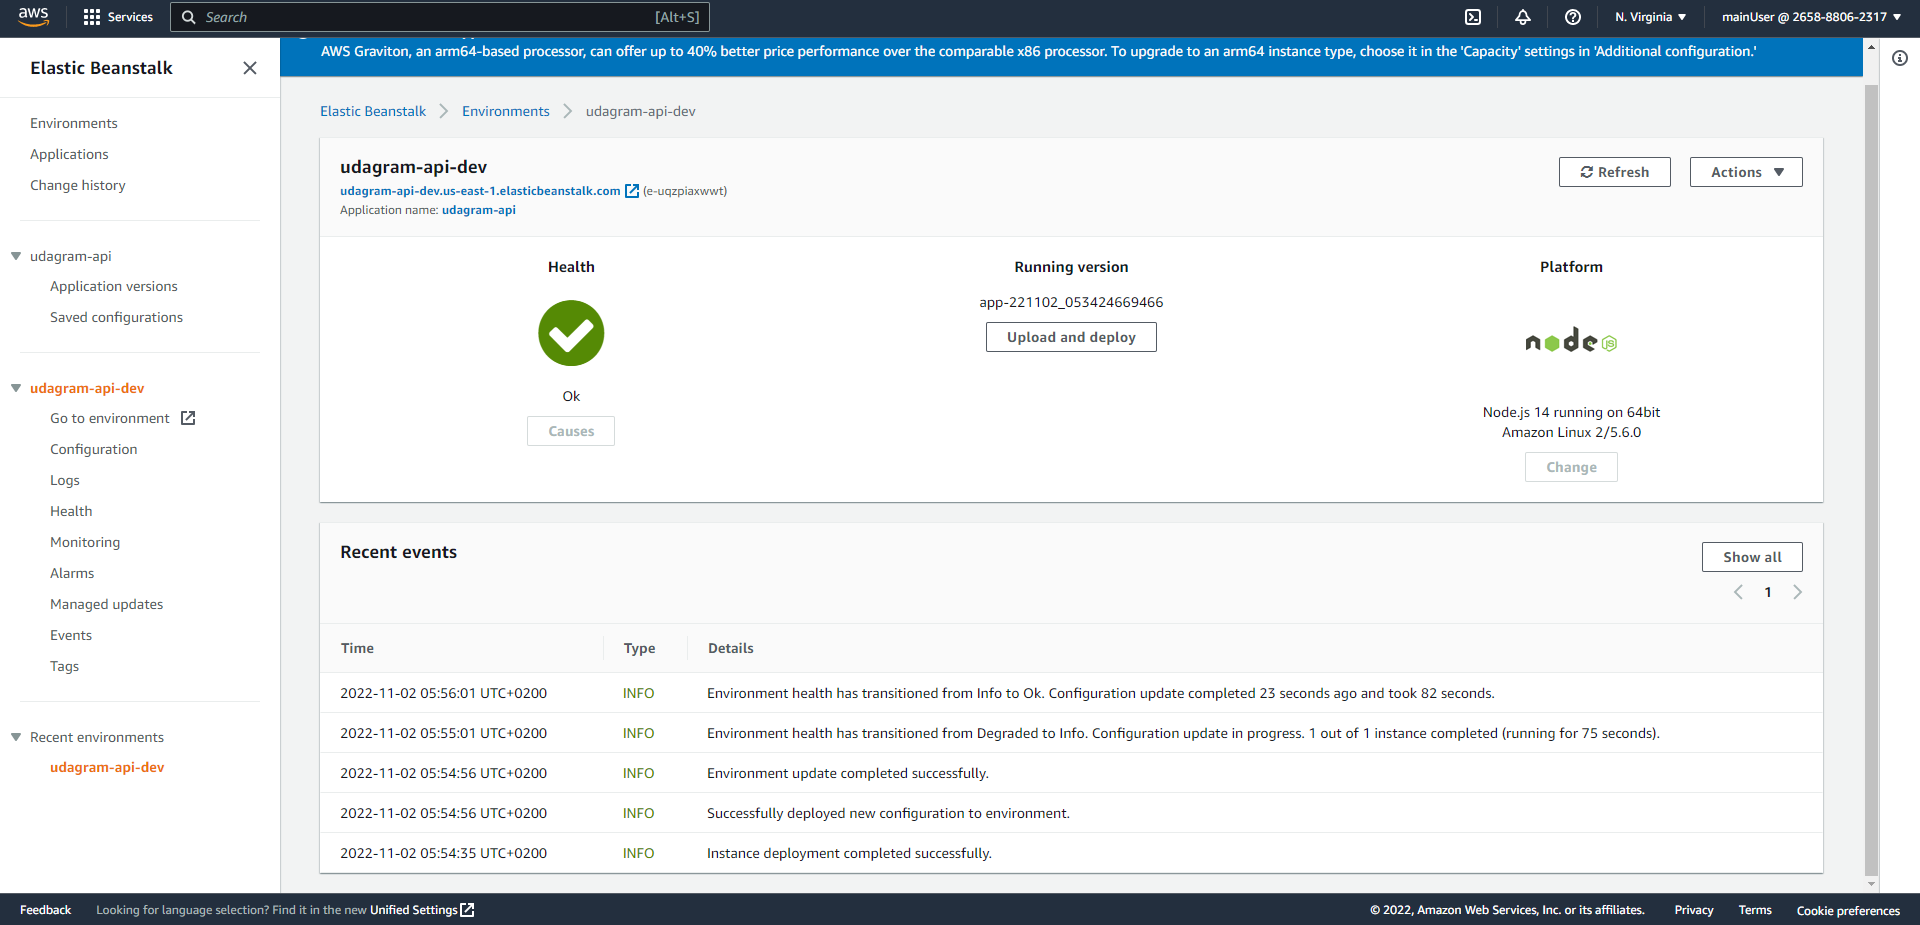 aws
Services
Search
[Alt+S]
N. Virginia
mainUser @ 2658-8806-2317
Elastic Beanstalk
Environments
Applications
Change history
udagram-api
Application versions
Saved configurations
udagram-api-dev
Go to environment
Configuration
Logs
Health
Monitoring
Alarms
Managed updates
Events
Tags
Recent environments
udagram-api-dev
AWS Graviton, an arm64-based processor, can offer up to 40% better price performance over the comparable x86 processor. To upgrade to an arm64 instance type, choose it in the 'Capacity' settings in 'Additional configuration.'
Elastic Beanstalk
Environments
udagram-api-dev
udagram-api-dev
udagram-api-dev.us-east-1.elasticbeanstalk.com (e-uqzpiaxwwt)
Application name: udagram-api
Refresh
Actions
Health
Ok
Causes
Running version
app-221102_053424669466
Upload and deploy
Platform
node JS
Node.js 14 running on 64bit
Amazon Linux 2/5.6.0
Change
Recent events
Show all
1
Time Type Details
2022-11-02 05:56:01 UTC+0200 INFO Environment health has transitioned from Info to Ok. Configuration update completed 23 seconds ago and took 82 seconds.
2022-11-02 05:55:01 UTC+0200 INFO Environment health has transitioned from Degraded to Info. Configuration update in progress. 1 out of 1 instance completed (running for 75 seconds).
2022-11-02 05:54:56 UTC+0200 INFO Environment update completed successfully.
2022-11-02 05:54:56 UTC+0200 INFO Successfully deployed new configuration to environment.
2022-11-02 05:54:35 UTC+0200 INFO Instance deployment completed successfully.
Feedback
Looking for language selection? Find it in the new Unified Settings
© 2022, Amazon Web Services, Inc. or its affiliates.
Privacy
Terms
Cookie preferences